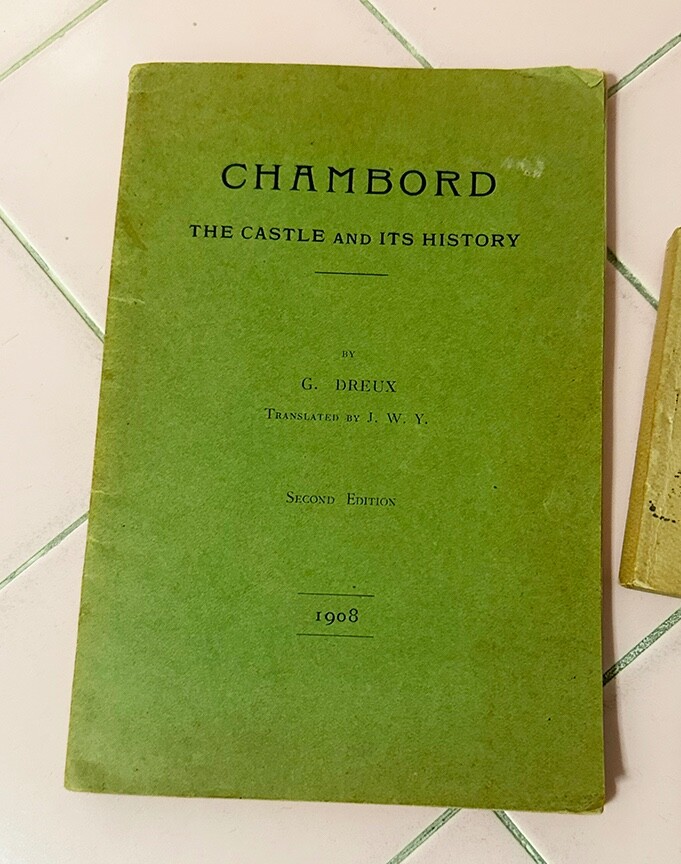 CHAMBORD
THE CASTLE AND ITS HISTORY
BY
G. DREUX
TRANSLATED BY J. W. Y.
SECOND EDITION
1908